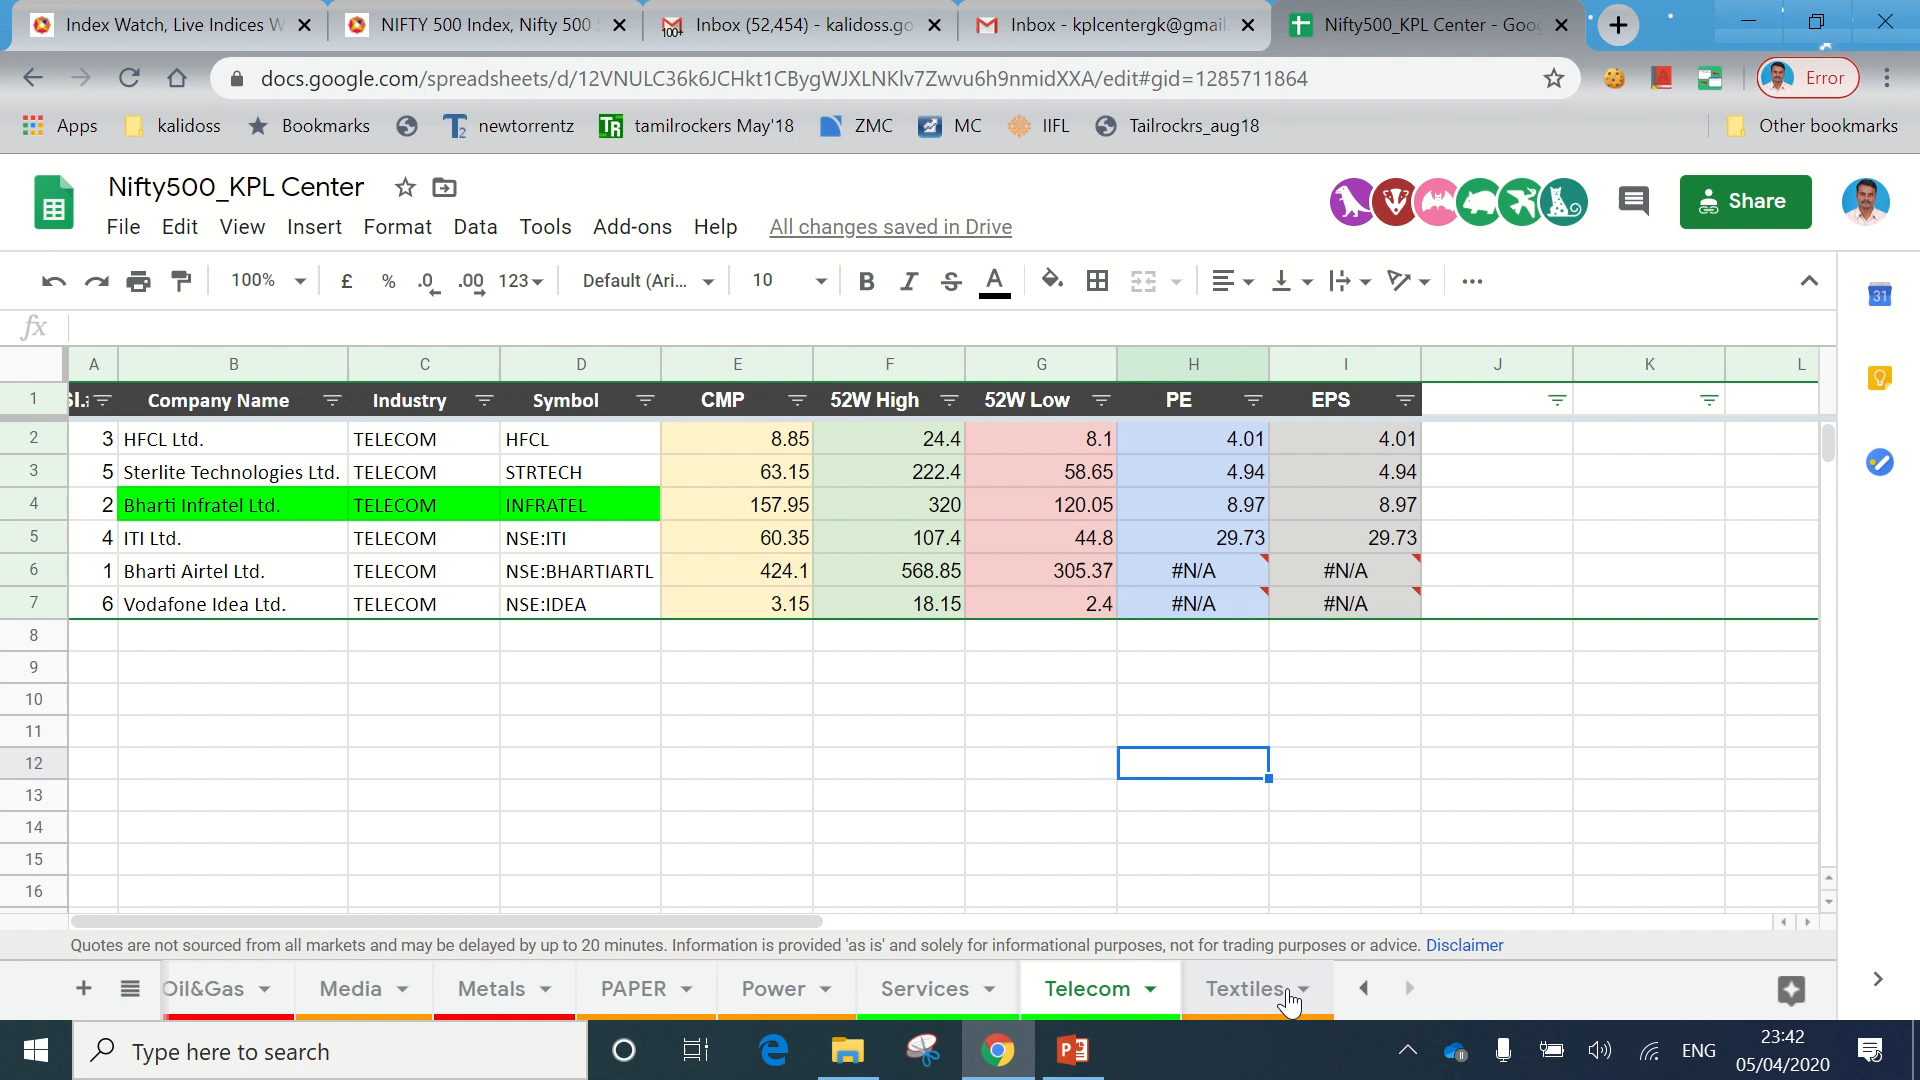 Index Watch, Live Indices W
NIFTY 500 Index, Nifty 500 S
Inbox (52,454) - kalidoss.go
Inbox - kplcentergk@gmail.
Nifty500_KPL Center - Goog
docs.google.com/spreadsheets/d/12VNULC36k6JCHkt1CBygWJXLNKlv7Zwvu6h9nmidXXA/edit#gid=1285711864
Error
Apps
kalidoss
Bookmarks
newtorrentz
TR
tamilrockers May'18
ZMC
MC
IIFL
Tailrockrs_aug18
Other bookmarks
Nifty500_KPL Center
File Edit View Insert Format Data Tools Add-ons Help All changes saved in Drive
Share
100% £ % .0 .00 123 Default (Ari... 10 B I S A
31
fx
A B C D E F G H I J K L
1 Company Name Industry Symbol CMP 52W High 52W Low PE EPS
2 3 HFCL Ltd. TELECOM HFCL 8.85 24.4 8.1 4.01 4.01
3 5 Sterlite Technologies Ltd. TELECOM STRTECH 63.15 222.4 58.65 4.94 4.94
4 2 Bharti Infratel Ltd. TELECOM INFRATEL 157.95 320 120.05 8.97 8.97
5 4 ITI Ltd. TELECOM NSE:ITI 60.35 107.4 44.8 29.73 29.73
6 1 Bharti Airtel Ltd. TELECOM NSE:BHARTIARTL 424.1 568.85 305.37 #N/A #N/A
7 6 Vodafone Idea Ltd. TELECOM NSE:IDEA 3.15 18.15 2.4 #N/A #N/A
8
9
10
11
12
13
14
15
16
Quotes are not sourced from all markets and may be delayed by up to 20 minutes. Information is provided 'as is' and solely for informational purposes, not for trading purposes or advice. Disclaimer
Oil&Gas Media Metals PAPER Power Services Telecom Textiles
Type here to search
ENG
23:42
05/04/2020